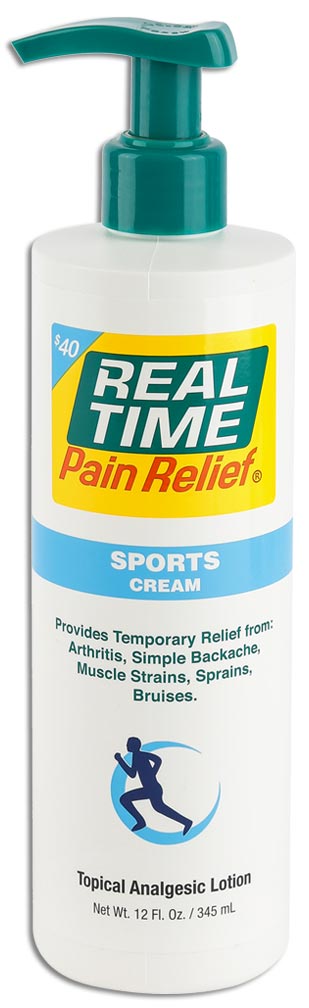 $40
REAL
TIME
Pain Relief®
SPORTS
CREAM
Provides Temporary Relief from:
Arthritis, Simple Backache,
Muscle Strains, Sprains,
Bruises.
Topical Analgesic Lotion
Net Wt. 12 Fl. Oz. / 345 mL